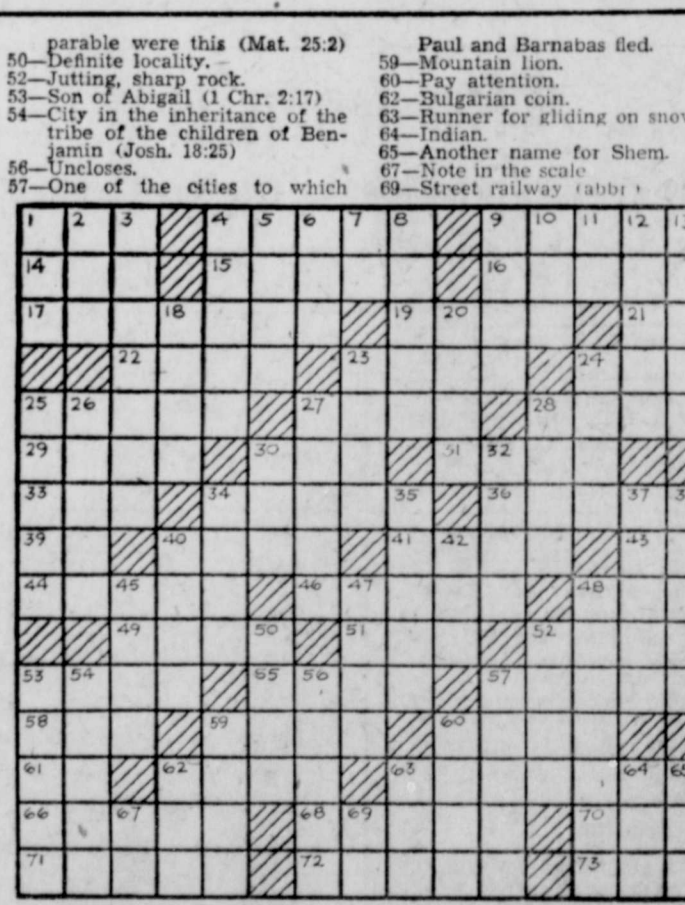 parable were this (Mat. 25:2)
50—Definite locality.
52—Jutting, sharp rock.
53—Son of Abigail (1 Chr. 2:17)
54—City in the inheritance of the
tribe of the children of Ben-
jamin (Josh. 18:25)
56—Uncloses.
57—One of the cities to which
Paul and Barnabas fled.
59—Mountain lion.
60—Pay attention.
62—Bulgarian coin.
63—Runner for gliding on snow
64—Indian.
65—Another name for Shem.
67—Note in the scale
69—Street railway (abbr.)
1 2 3 4 5 6 7 8 9 10 11 12 13
14 15 16
17 18 19 20 21
22 23 24
25 26 27 28
29 30 31 32
33 34 35 36 37 3
39 40 41 42 43
44 45 46 47 48
49 50 51 52
53 54 55 56 57
58 59 60
61 62 63 64 65
66 67 68 69 70
71 72 73